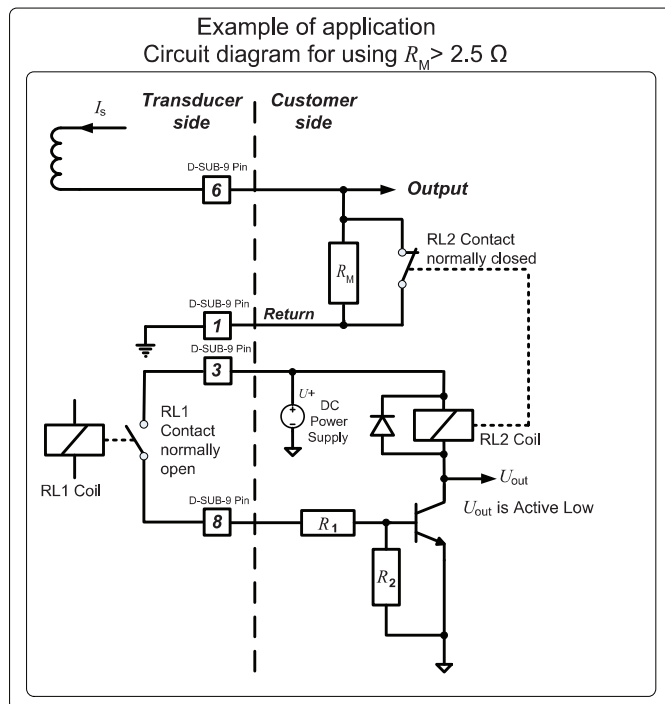 Example of application
Circuit diagram for using RM> 2.5 Ω
Is
Transducer side
Customer side
D-SUB-9 Pin
6
Output
RM
RL2 Contact
normally closed
D-SUB-9 Pin
1
Return
D-SUB-9 Pin
3
U+
+
−
DC
Power
Supply
RL1
Contact
normally
open
RL1 Coil
RL2 Coil
Uout
Uout is Active Low
D-SUB-9 Pin
8
R1
R2